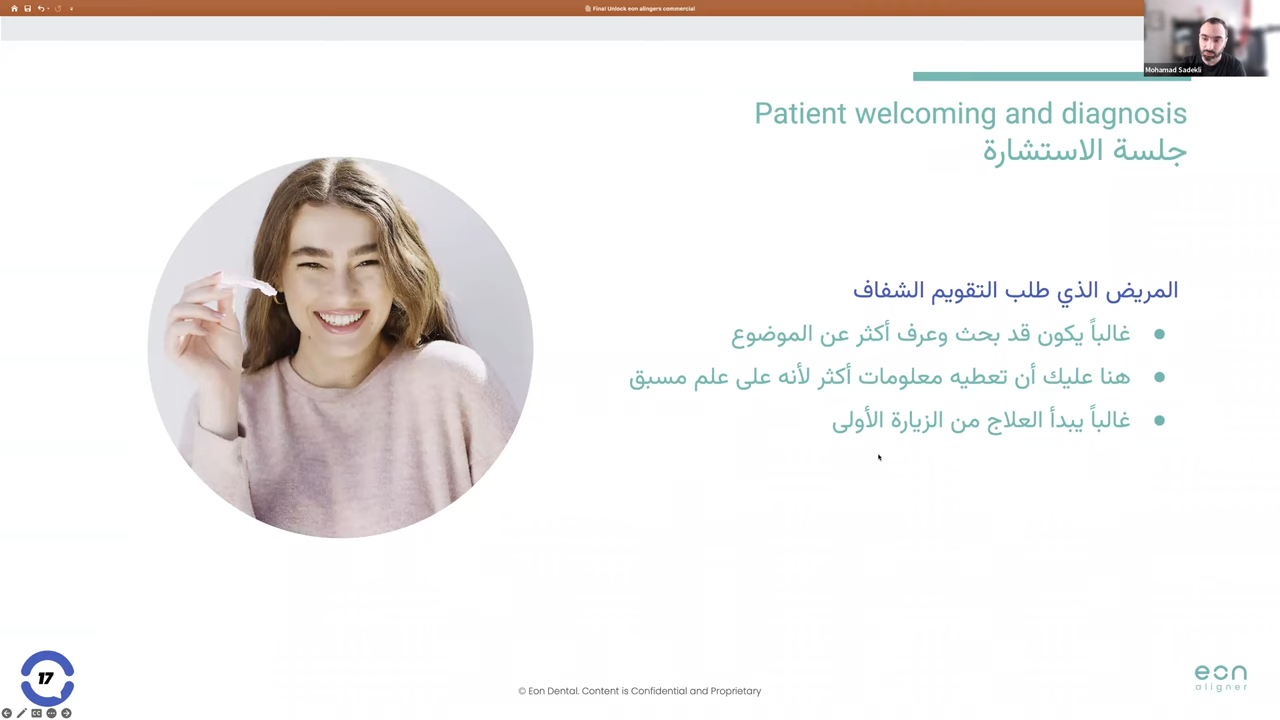 Final Unlock eon alingers commercial
Mohamad Sadekli
Patient welcoming and diagnosis
جلسة الاستشارة
المريض الذي طلب التقويم الشفاف
● غالباً يكون قد بحث وعرف أكثر عن الموضوع
● هنا عليك أن تعطيه معلومات أكثر لأنه على علم مسبق
● غالباً يبدأ العلاج من الزيارة الأولى
17
© Eon Dental. Content is Confidential and Proprietary
eon
aligner